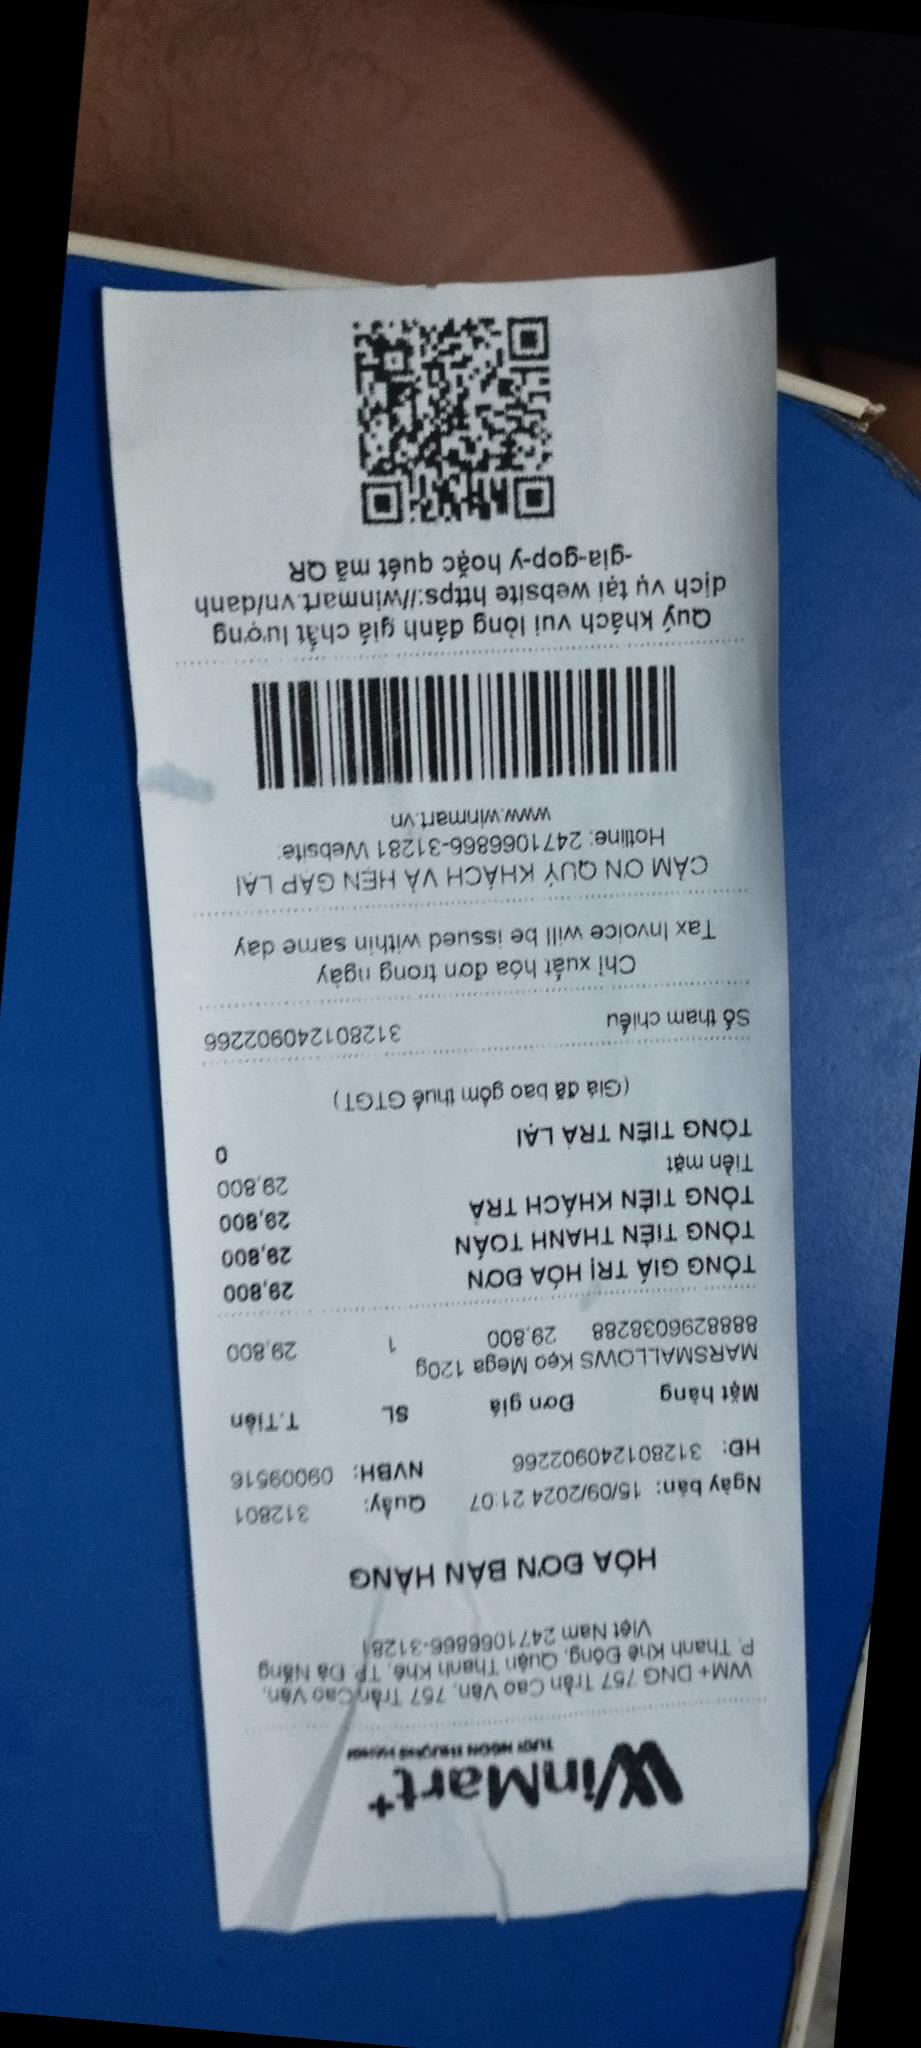 WinMart+
TƯƠI NGON THƯỢNG HẠNG
WM+ DNG 757 Trần Cao Vân, 757 Trần Cao Vân,
P. Thanh Khê Đông, Quận Thanh Khê, TP. Đà Nẵng
Việt Nam 2471066866-31281
HÓA ĐƠN BÁN HÀNG
Ngày bán: 15/09/2024 21:07 Quầy: 312801
HĐ: 31280124090226​6 NVBH: 09009516
Mặt hàng Đơn giá SL T.Tiền
MARSMALLOWS Kẹo Mega 120g
8888296038288 29,800 1 29,800
TỔNG GIÁ TRỊ HÓA ĐƠN 29,800
TỔNG TIỀN THANH TOÁN 29,800
TỔNG TIỀN KHÁCH TRẢ 29,800
Tiền mặt 29,800
TỔNG TIỀN TRẢ LẠI 0
(Giá đã bao gồm thuế GTGT)
Số tham chiếu 312801240902266
Chỉ xuất hóa đơn trong ngày
Tax Invoice will be issued within same day
CẢM ƠN QUÝ KHÁCH VÀ HẸN GẶP LẠI
Hotline: 2471066866-31281 Website:
www.winmart.vn
Quý khách vui lòng đánh giá chất lượng
dịch vụ tại website https://winmart.vn/danh
-gia-gop-y hoặc quét mã QR